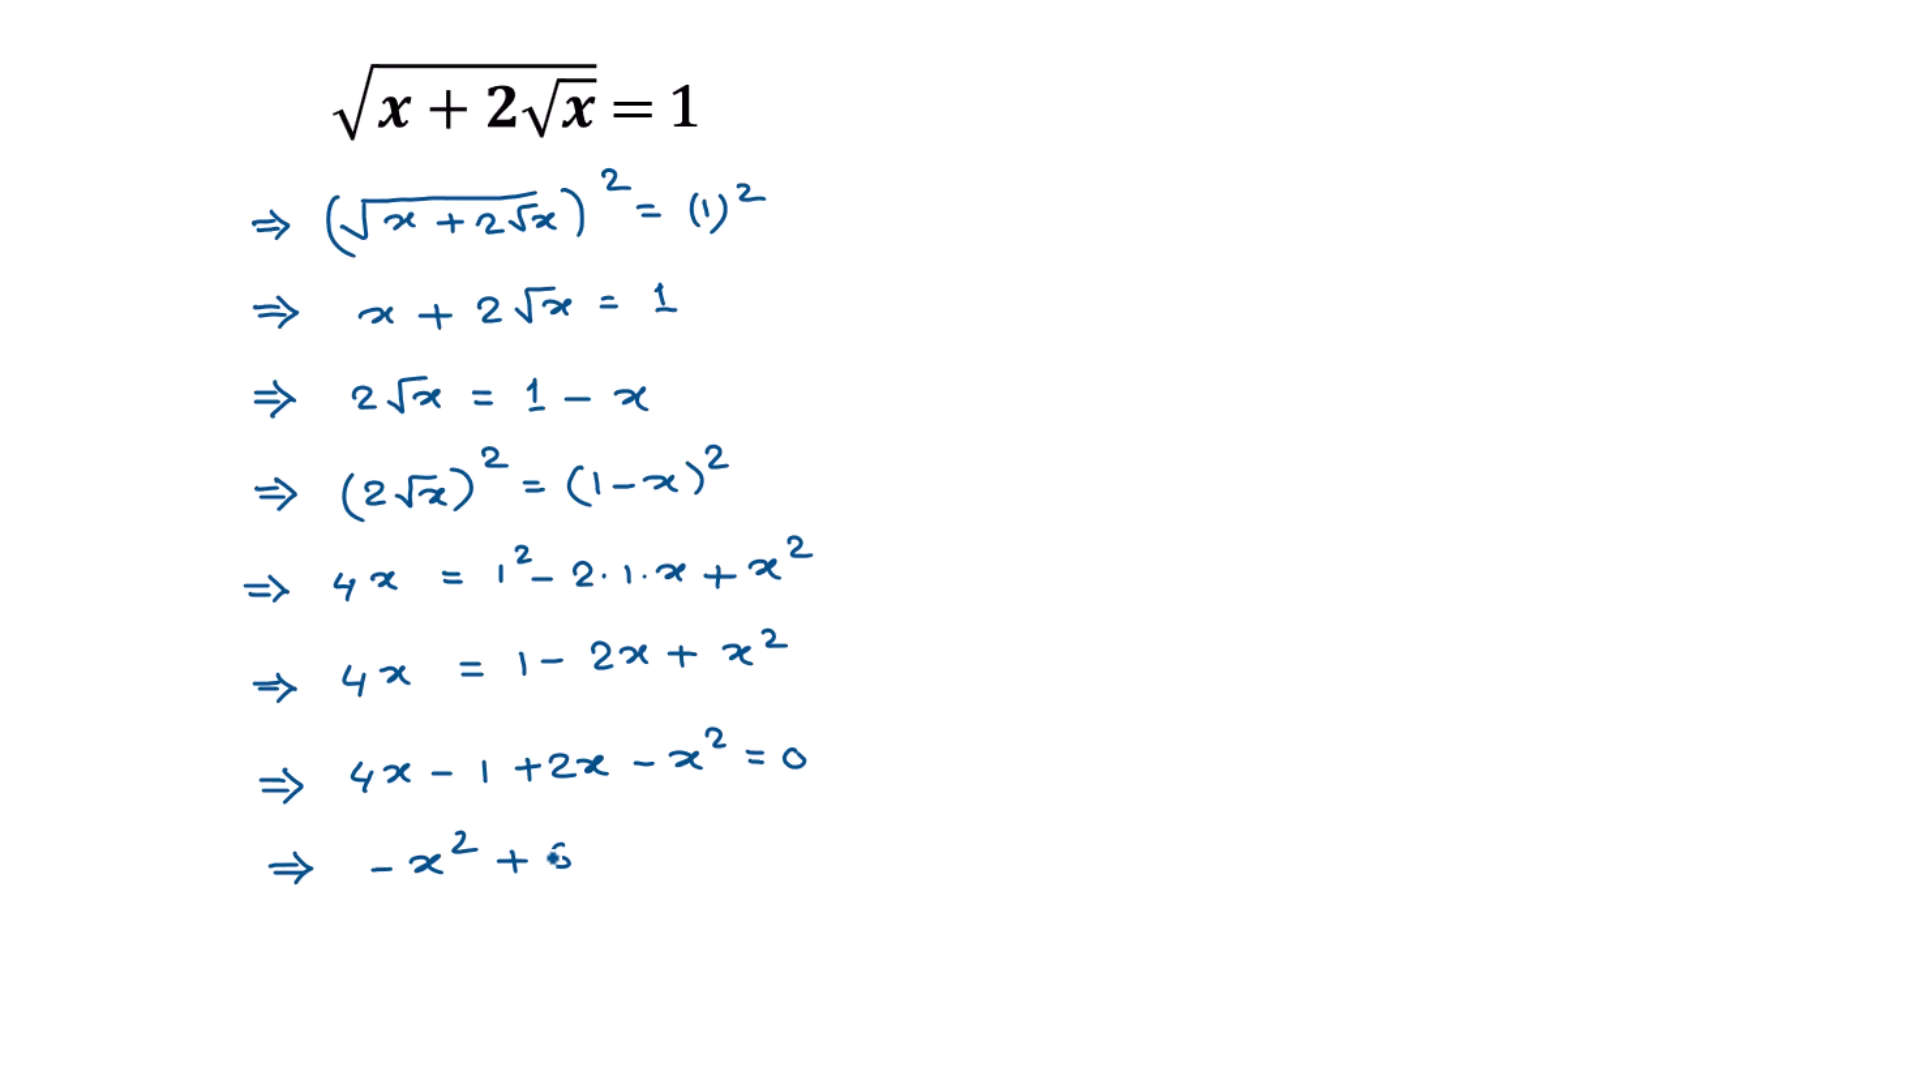 √(x + 2√x) = 1
⇒ (√(x + 2√x))² = (1)²
⇒ x + 2√x = 1
⇒ 2√x = 1 − x
⇒ (2√x)² = (1 − x)²
⇒ 4x = 1² − 2·1·x + x²
⇒ 4x = 1 − 2x + x²
⇒ 4x − 1 + 2x − x² = 0
⇒ −x² + 6